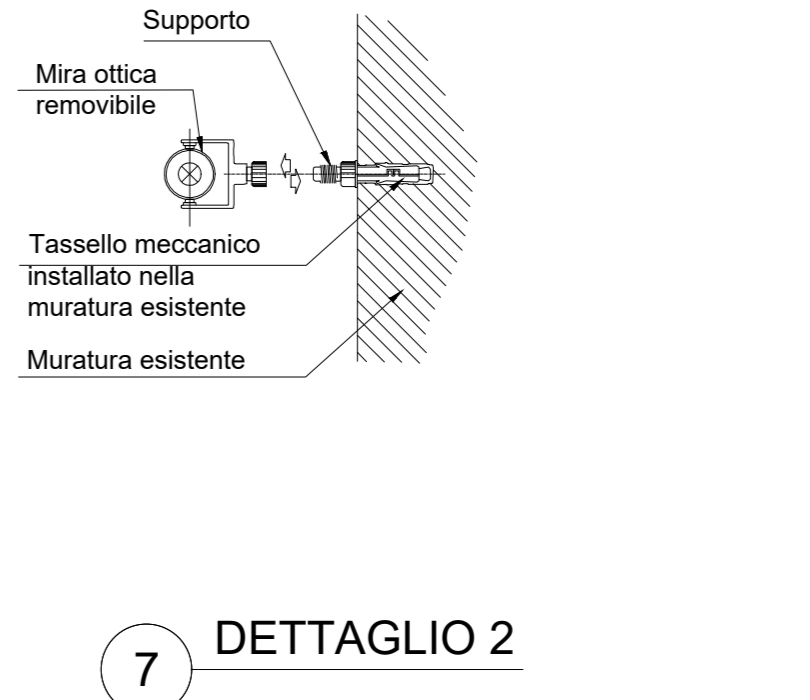 Supporto
Mira ottica
removibile
Tassello meccanico
installato nella
muratura esistente
Muratura esistente
7
DETTAGLIO 2